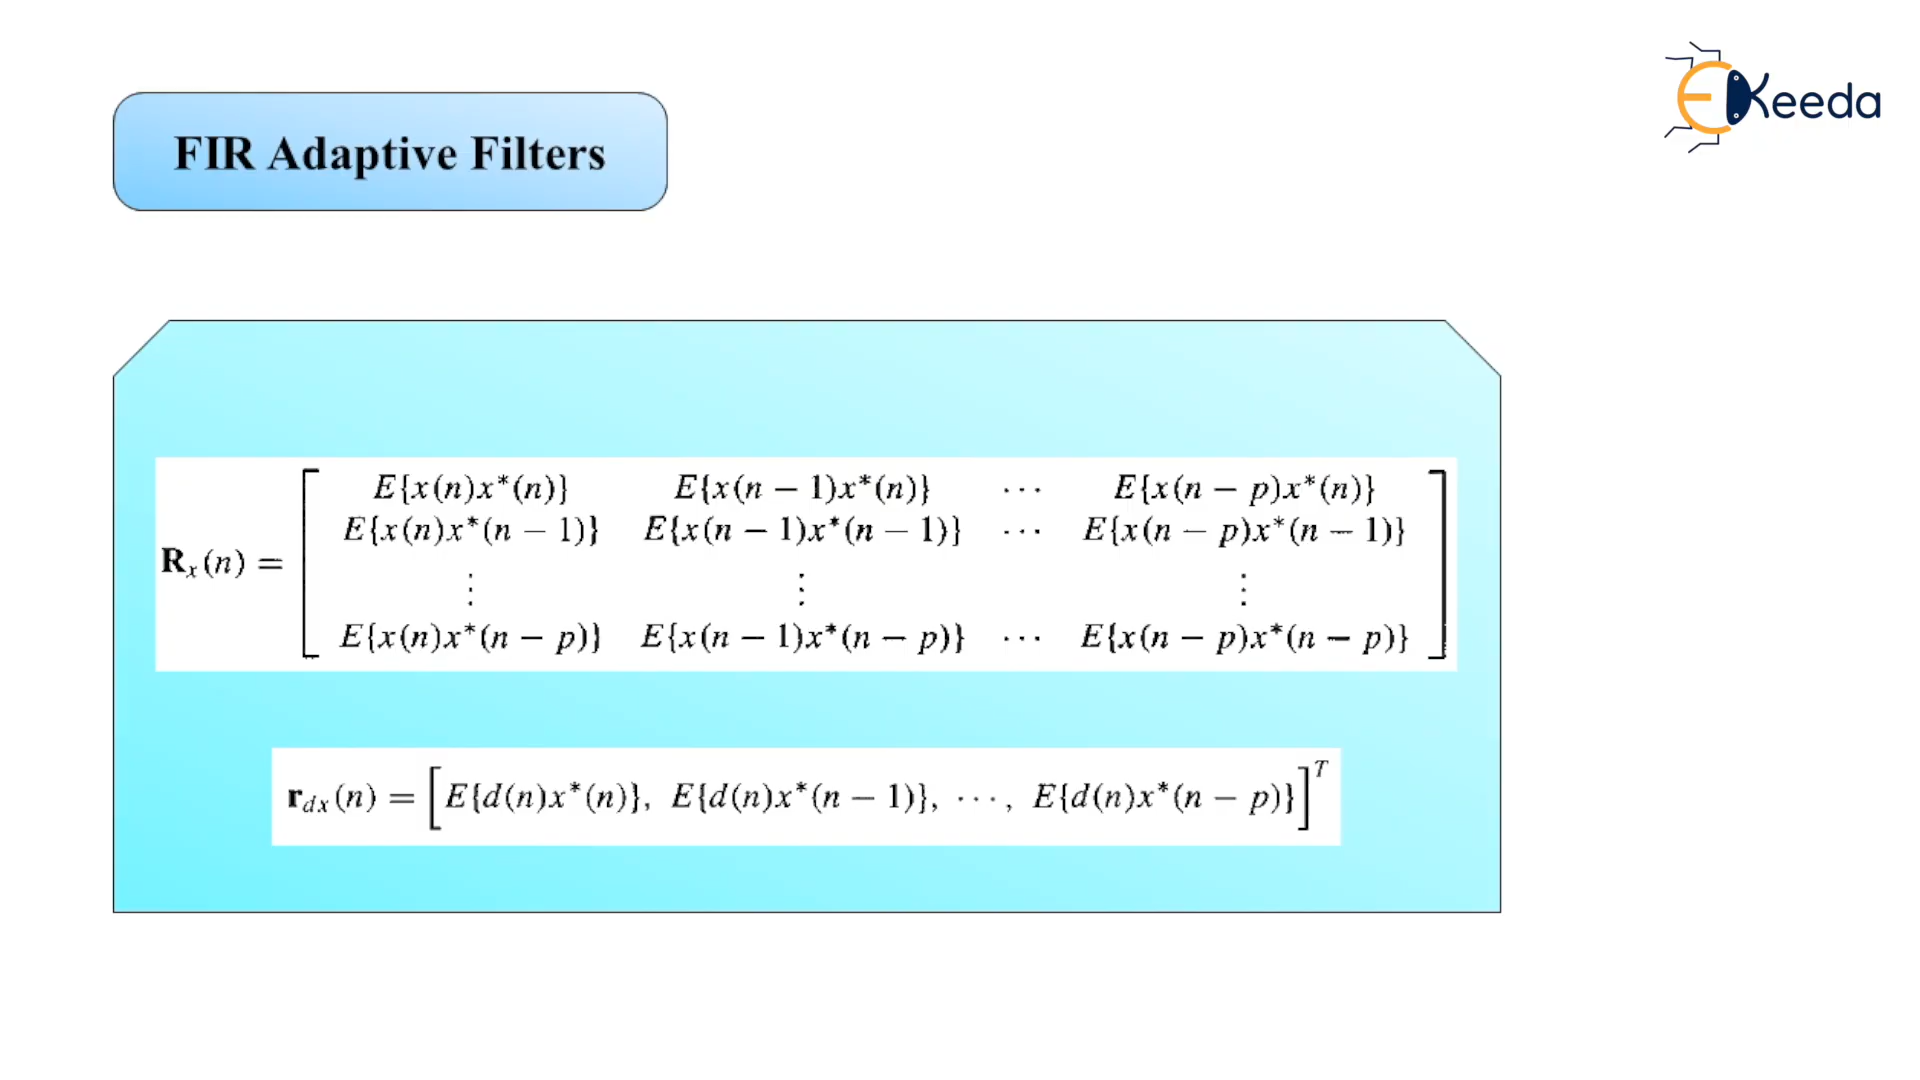 EKeeda
FIR Adaptive Filters
E{x(n)x*(n)} E{x(n − 1)x*(n)} ··· E{x(n − p)x*(n)}
E{x(n)x*(n − 1)} E{x(n − 1)x*(n − 1)} ··· E{x(n − p)x*(n − 1)}
R_x(n) =
⋮ ⋮ ⋮
E{x(n)x*(n − p)} E{x(n − 1)x*(n − p)} ··· E{x(n − p)x*(n − p)}
r_dx(n) = [E{d(n)x*(n)}, E{d(n)x*(n − 1)}, ··· , E{d(n)x*(n − p)}]^T